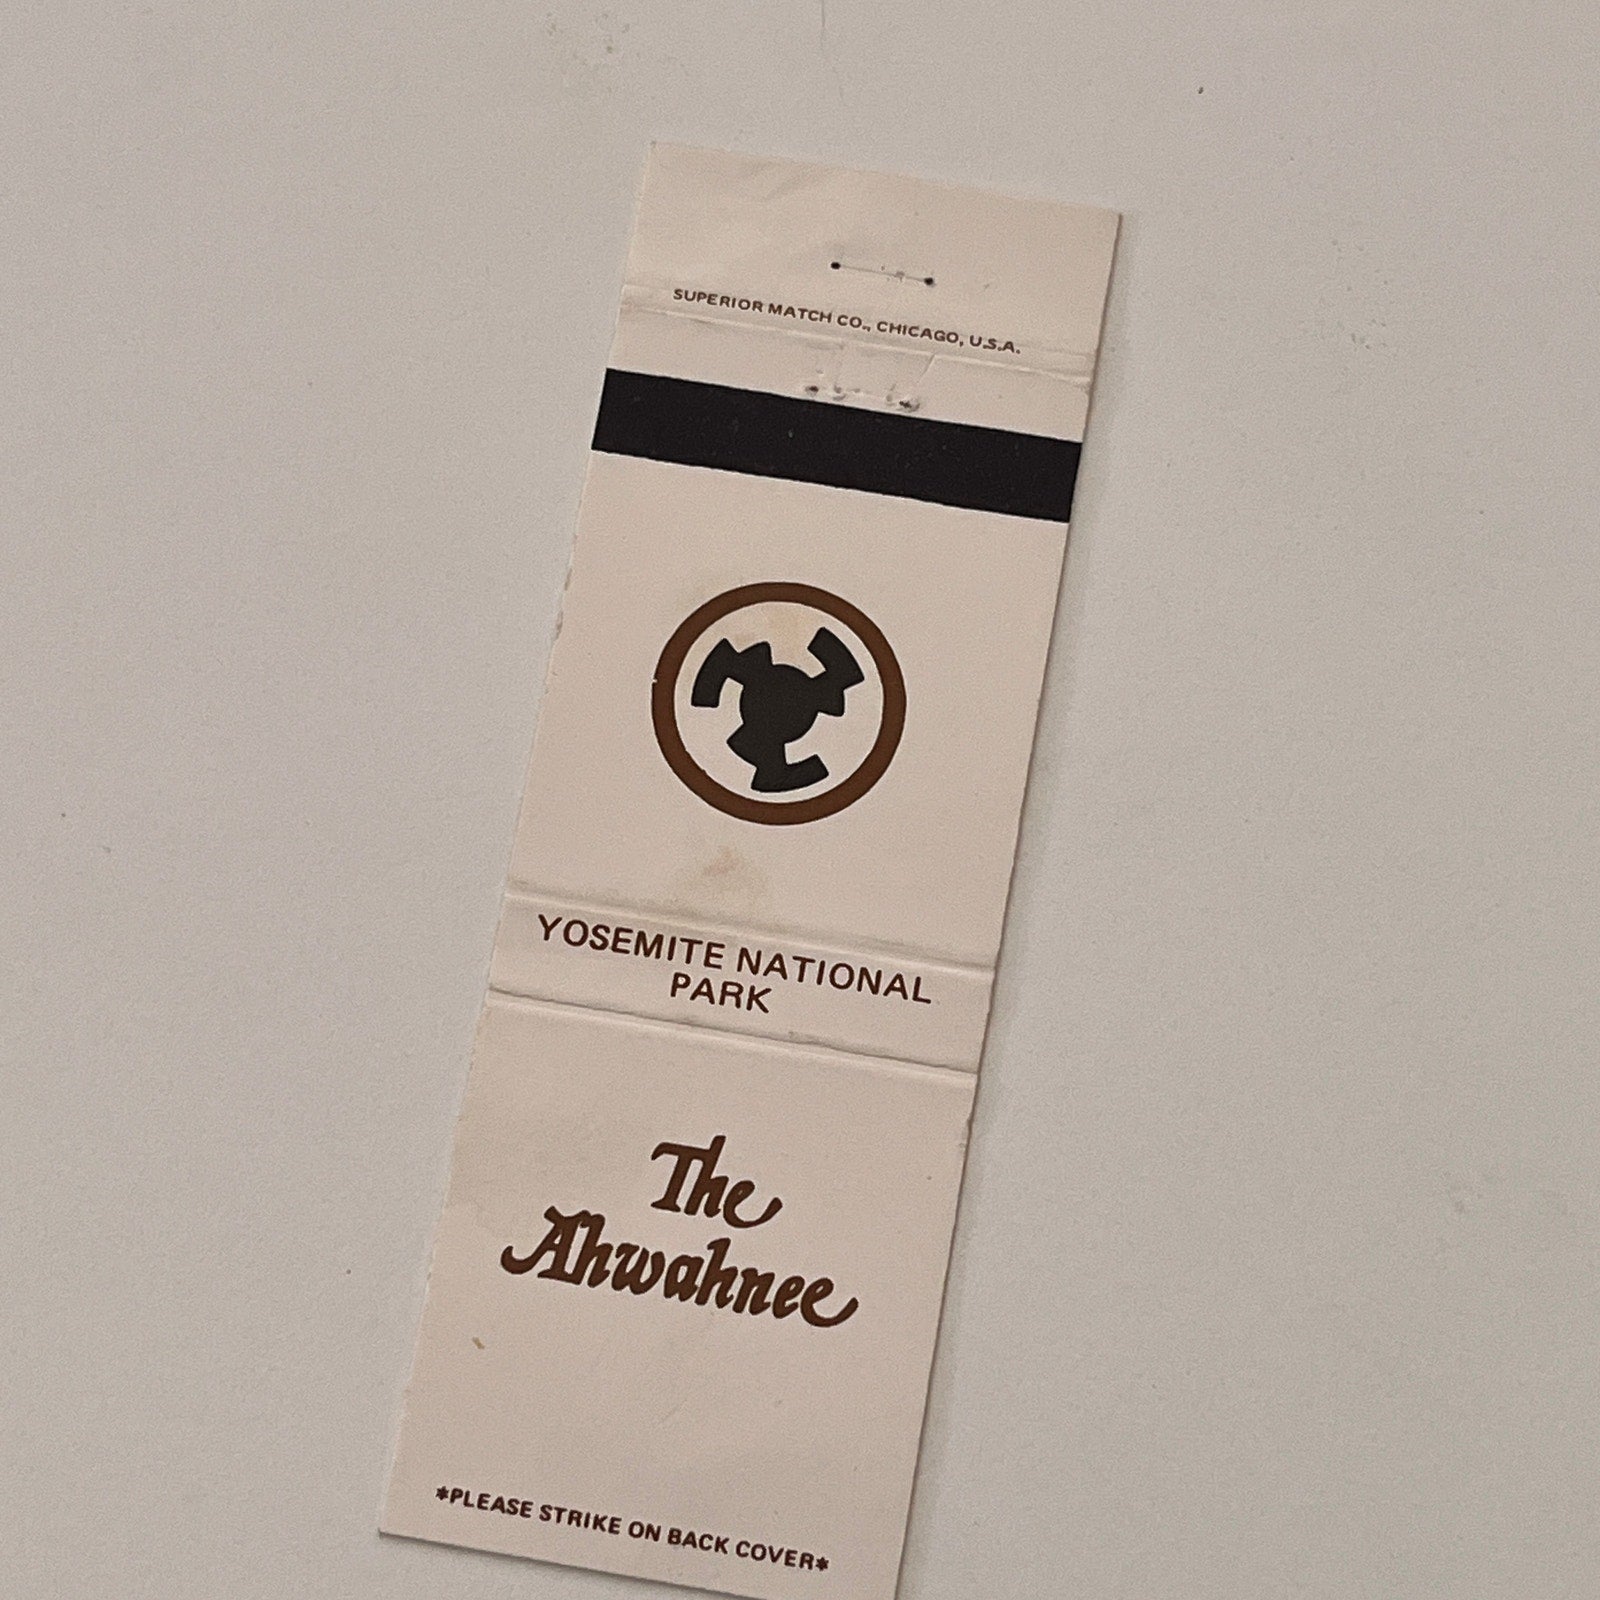 SUPERIOR MATCH CO., CHICAGO, U.S.A.
YOSEMITE NATIONAL
PARK
The
Ahwahnee
*PLEASE STRIKE ON BACK COVER*